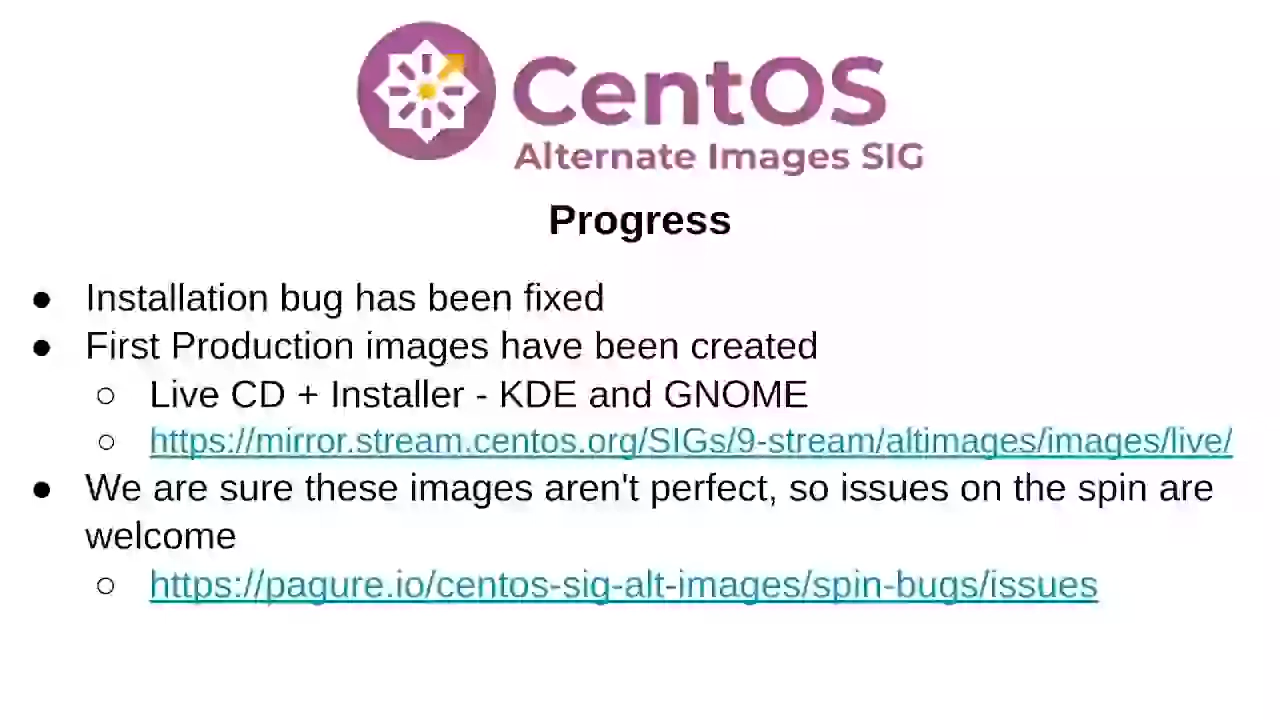 CentOS
Alternate Images SIG
Progress
● Installation bug has been fixed
● First Production images have been created
○ Live CD + Installer - KDE and GNOME
○ https://mirror.stream.centos.org/SIGs/9-stream/altimages/images/live/
● We are sure these images aren't perfect, so issues on the spin are
welcome
○ https://pagure.io/centos-sig-alt-images/spin-bugs/issues